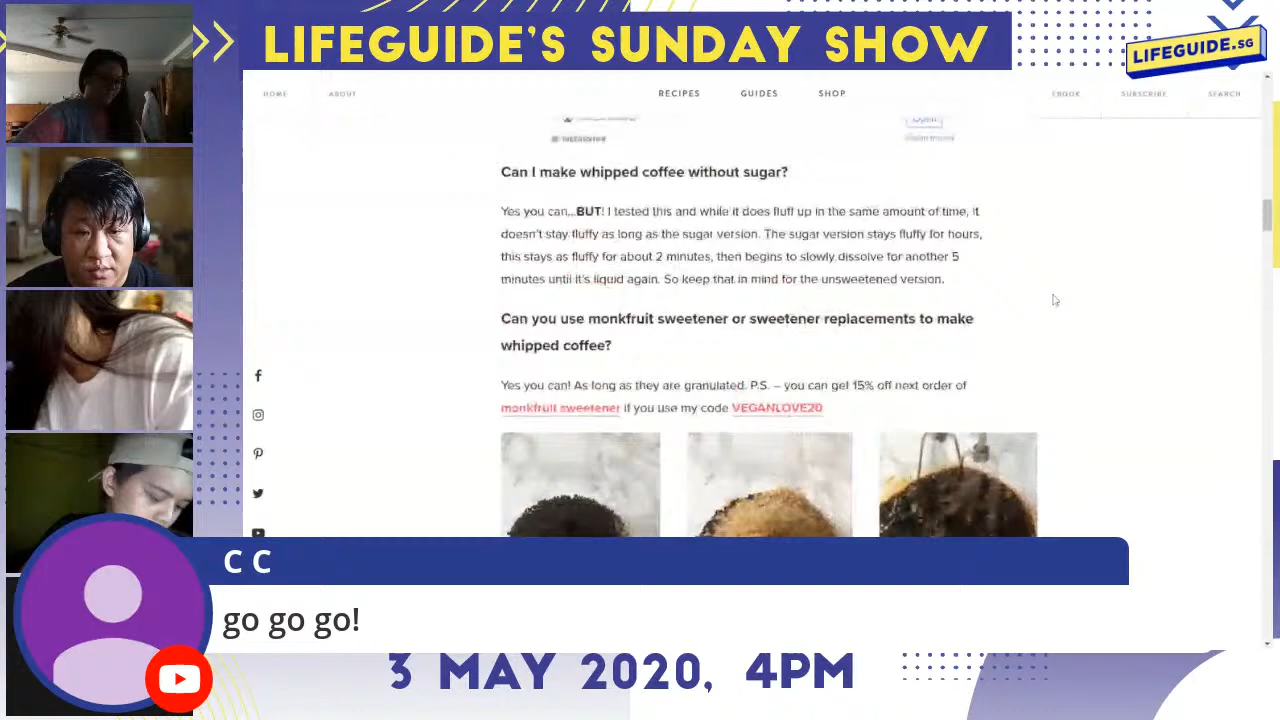 LIFEGUIDE'S SUNDAY SHOW
LIFEGUIDE.SG
HOME
ABOUT
RECIPES
GUIDES
SHOP
EBOOK
SUBSCRIBE
SEARCH
Open
Can I make whipped coffee without sugar?
Yes you can...BUT! I tested this and while it does fluff up in the same amount of time, it
doesn't stay fluffy as long as the sugar version. The sugar version stays fluffy for hours,
this stays as fluffy for about 2 minutes, then begins to slowly dissolve for another 5
minutes until it's liquid again. So keep that in mind for the unsweetened version.
Can you use monkfruit sweetener or sweetener replacements to make
whipped coffee?
Yes you can! As long as they are granulated. P.S. – you can get 15% off next order of
monkfruit sweetener if you use my code VEGANLOVE20
C C
go go go!
3 MAY 2020, 4PM